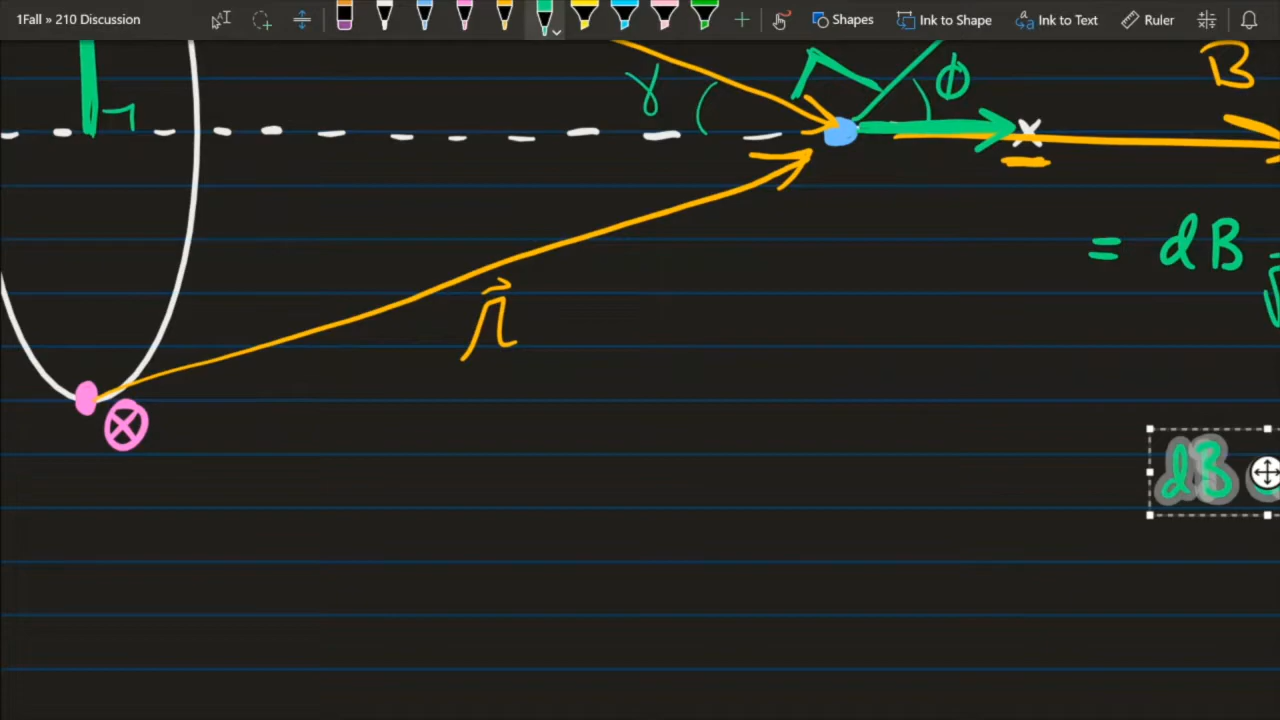 1Fall » 210 Discussion
Shapes
Ink to Shape
Ink to Text
Ruler
γ
ϕ
B
x
= dB
r⃗
⊗
dB